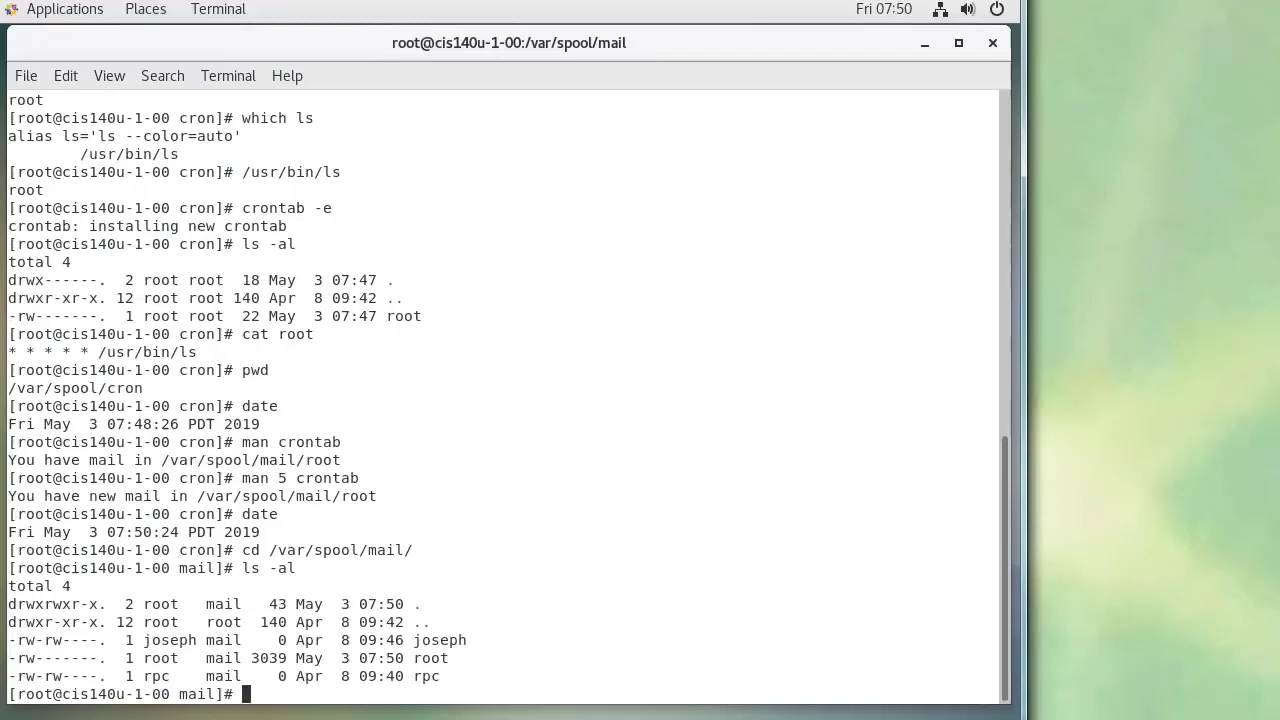 Applications Places Terminal Fri 07:50
root@cis140u-1-00:/var/spool/mail
File Edit View Search Terminal Help
root
[root@cis140u-1-00 cron]# which ls
alias ls='ls --color=auto'
        /usr/bin/ls
[root@cis140u-1-00 cron]# /usr/bin/ls
root
[root@cis140u-1-00 cron]# crontab -e
crontab: installing new crontab
[root@cis140u-1-00 cron]# ls -al
total 4
drwx------.  2 root root  18 May  3 07:47 .
drwxr-xr-x. 12 root root 140 Apr  8 09:42 ..
-rw-------.  1 root root  22 May  3 07:47 root
[root@cis140u-1-00 cron]# cat root
* * * * * /usr/bin/ls
[root@cis140u-1-00 cron]# pwd
/var/spool/cron
[root@cis140u-1-00 cron]# date
Fri May  3 07:48:26 PDT 2019
[root@cis140u-1-00 cron]# man crontab
You have mail in /var/spool/mail/root
[root@cis140u-1-00 cron]# man 5 crontab
You have new mail in /var/spool/mail/root
[root@cis140u-1-00 cron]# date
Fri May  3 07:50:24 PDT 2019
[root@cis140u-1-00 cron]# cd /var/spool/mail/
[root@cis140u-1-00 mail]# ls -al
total 4
drwxrwxr-x.  2 root   mail   43 May  3 07:50 .
drwxr-xr-x. 12 root   root  140 Apr  8 09:42 ..
-rw-rw----.  1 joseph mail    0 Apr  8 09:46 joseph
-rw-------.  1 root   mail 3039 May  3 07:50 root
-rw-rw----.  1 rpc    mail    0 Apr  8 09:40 rpc
[root@cis140u-1-00 mail]#